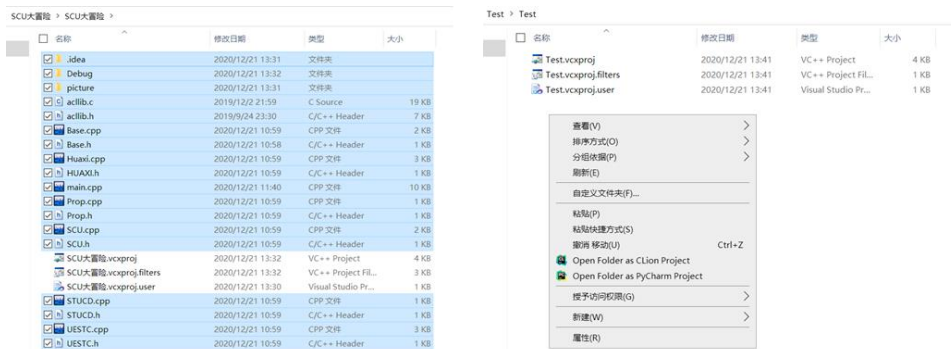 SCU大冒险 > SCU大冒险 >
名称 修改日期 类型 大小
.idea 2020/12/21 13:31 文件夹
Debug 2020/12/21 13:32 文件夹
picture 2020/12/21 13:31 文件夹
acllib.c 2019/12/2 21:59 C Source 19 KB
acllib.h 2019/9/24 23:30 C/C++ Header 7 KB
Base.cpp 2020/12/21 10:59 CPP 文件 2 KB
Base.h 2020/12/21 10:58 C/C++ Header 1 KB
Huaxi.cpp 2020/12/21 10:59 CPP 文件 3 KB
HUAXI.h 2020/12/21 10:59 C/C++ Header 1 KB
main.cpp 2020/12/21 11:40 CPP 文件 10 KB
Prop.cpp 2020/12/21 10:59 CPP 文件 1 KB
Prop.h 2020/12/21 10:59 C/C++ Header 1 KB
SCU.cpp 2020/12/21 10:59 CPP 文件 2 KB
SCU.h 2020/12/21 10:59 C/C++ Header 1 KB
SCU大冒险.vcxproj 2020/12/21 13:32 VC++ Project 4 KB
SCU大冒险.vcxproj.filters 2020/12/21 13:32 VC++ Project Fil... 3 KB
SCU大冒险.vcxproj.user 2020/12/21 13:30 Visual Studio Pr... 1 KB
STUCD.cpp 2020/12/21 10:59 CPP 文件 1 KB
STUCD.h 2020/12/21 10:59 C/C++ Header 1 KB
UESTC.cpp 2020/12/21 10:59 CPP 文件 3 KB
UESTC.h 2020/12/21 10:59 C/C++ Header 1 KB
Test > Test
名称 修改日期 类型 大小
Test.vcxproj 2020/12/21 13:41 VC++ Project 4 KB
Test.vcxproj.filters 2020/12/21 13:41 VC++ Project Fil... 1 KB
Test.vcxproj.user 2020/12/21 13:41 Visual Studio Pr... 1 KB
查看(V)
排序方式(O)
分组依据(P)
刷新(E)
自定义文件夹(F)...
粘贴(P)
粘贴快捷方式(S)
撤消 移动(U) Ctrl+Z
Open Folder as CLion Project
Open Folder as PyCharm Project
授予访问权限(G)
新建(W)
属性(R)